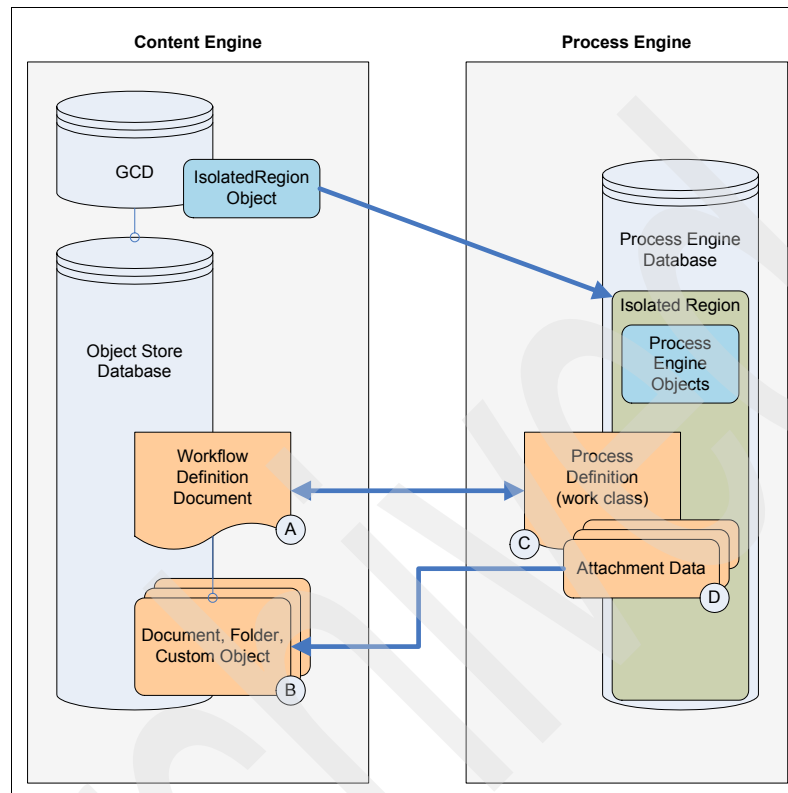 Content Engine
Process Engine
GCD
IsolatedRegion
Object
Process Engine
Database
Isolated Region
Process
Engine
Objects
Object Store
Database
Workflow
Definition
Document
A
Process
Definition
(work class)
C
Attachment Data
D
Document, Folder,
Custom Object
B